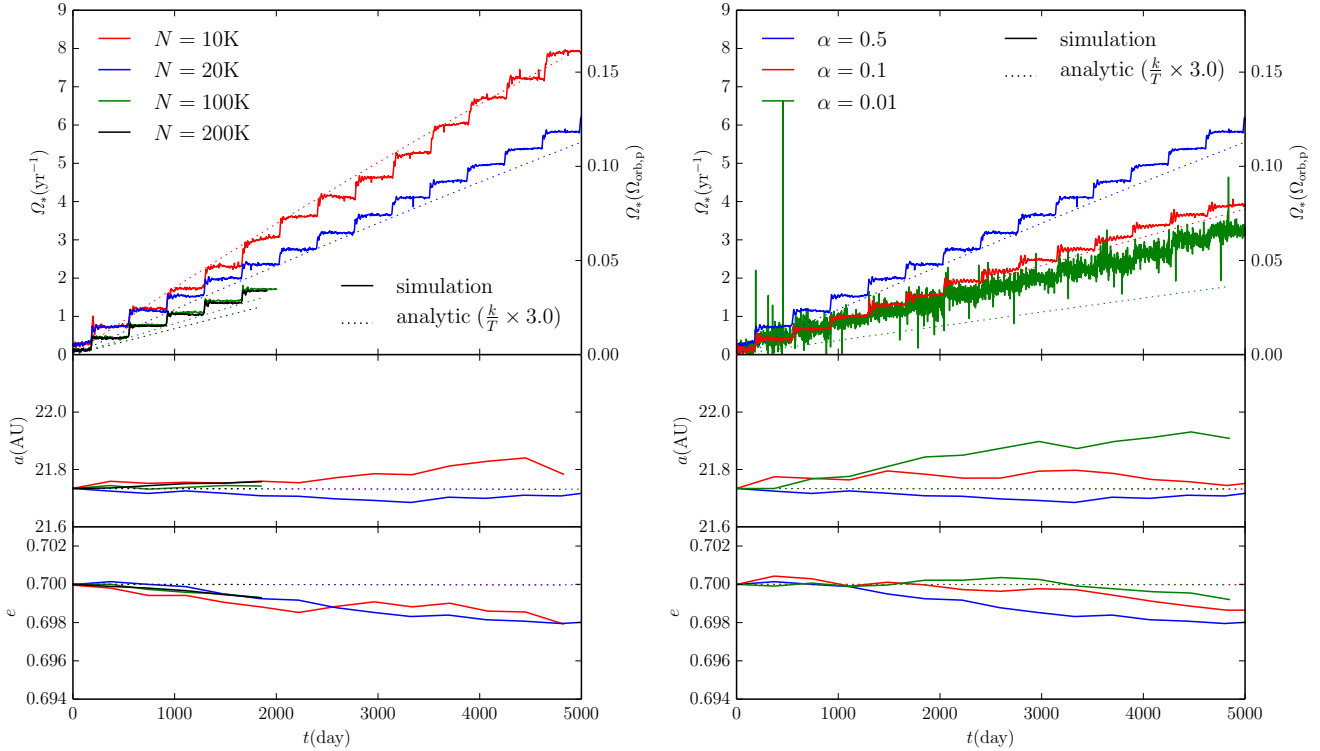 9
8
7
6
5
4
3
2
1
0
Ω*(yr⁻¹)
N = 10K
N = 20K
N = 100K
N = 200K
simulation
analytic (k/T × 3.0)
0.15
0.10
0.05
0.00
Ω*(Ωorb,p)
22.0
21.8
21.6
a(AU)
0.702
0.700
0.698
0.696
0.694
e
0
1000
2000
3000
4000
5000
t(day)
9
8
7
6
5
4
3
2
1
0
Ω*(yr⁻¹)
α = 0.5
α = 0.1
α = 0.01
simulation
analytic (k/T × 3.0)
0.15
0.10
0.05
0.00
Ω*(Ωorb,p)
22.0
21.8
21.6
a(AU)
0.702
0.700
0.698
0.696
0.694
e
0
1000
2000
3000
4000
5000
t(day)